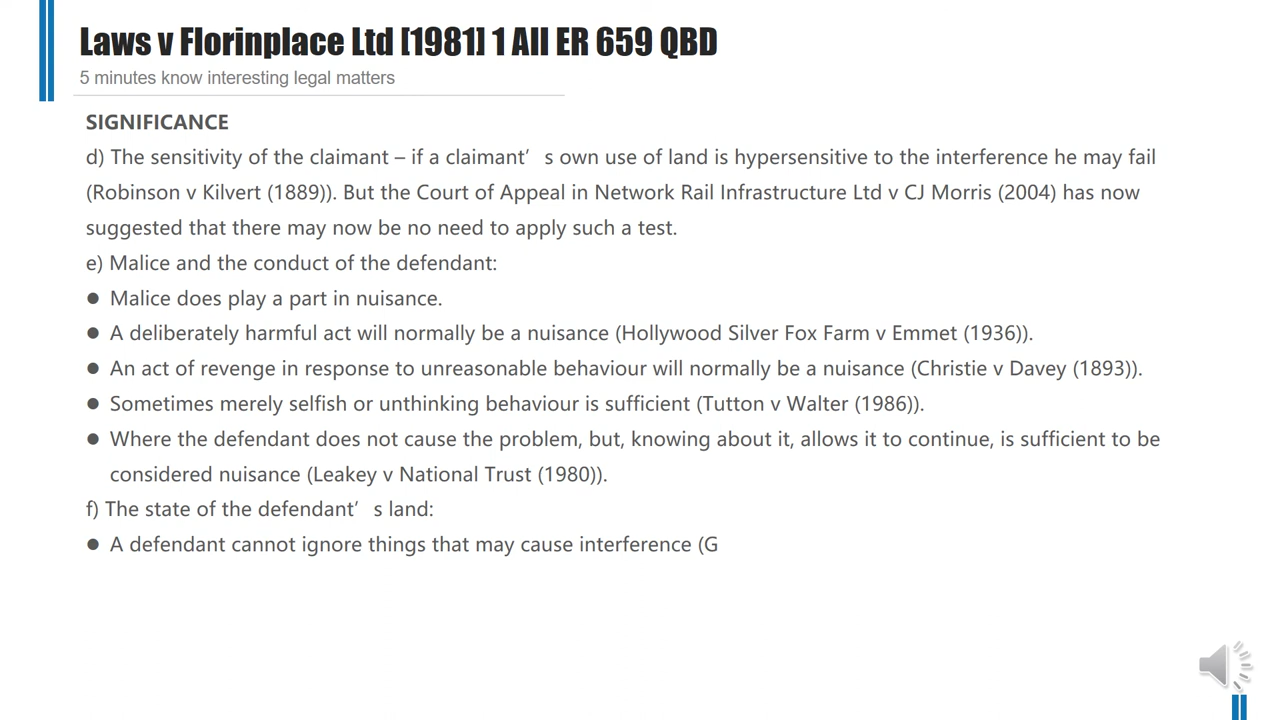 Laws v Florinplace Ltd [1981] 1 All ER 659 QBD
5 minutes know interesting legal matters
SIGNIFICANCE
d) The sensitivity of the claimant – if a claimant’s own use of land is hypersensitive to the interference he may fail
(Robinson v Kilvert (1889)). But the Court of Appeal in Network Rail Infrastructure Ltd v CJ Morris (2004) has now
suggested that there may now be no need to apply such a test.
e) Malice and the conduct of the defendant:
● Malice does play a part in nuisance.
● A deliberately harmful act will normally be a nuisance (Hollywood Silver Fox Farm v Emmet (1936)).
● An act of revenge in response to unreasonable behaviour will normally be a nuisance (Christie v Davey (1893)).
● Sometimes merely selfish or unthinking behaviour is sufficient (Tutton v Walter (1986)).
● Where the defendant does not cause the problem, but, knowing about it, allows it to continue, is sufficient to be
considered nuisance (Leakey v National Trust (1980)).
f) The state of the defendant’s land:
● A defendant cannot ignore things that may cause interference (G